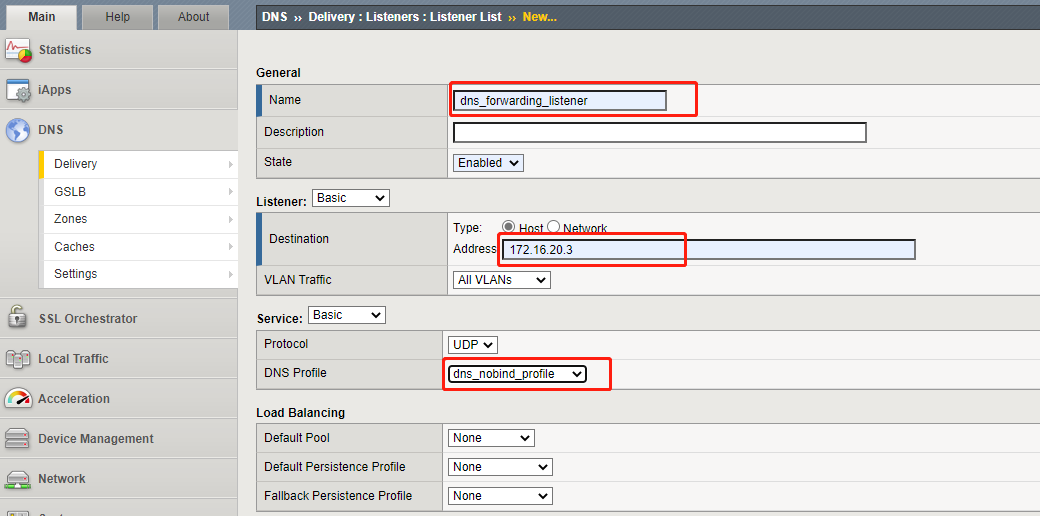 Main Help About
DNS ›› Delivery : Listeners : Listener List ›› New...
Statistics
iApps
DNS
Delivery
GSLB
Zones
Caches
Settings
SSL Orchestrator
Local Traffic
Acceleration
Device Management
Network
General
Name dns_forwarding_listener
Description
State Enabled
Listener: Basic
Destination
Type: Host Network
Address 172.16.20.3
VLAN Traffic All VLANs
Service: Basic
Protocol UDP
DNS Profile dns_nobind_profile
Load Balancing
Default Pool None
Default Persistence Profile None
Fallback Persistence Profile None